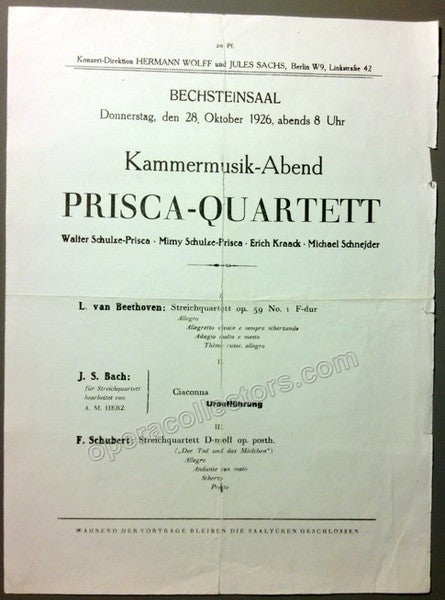 20 Pf.
Konzert-Direktion HERMANN WOLFF und JULES SACHS, Berlin W9, Linkstraße 42
BECHSTEINSAAL
Donnerstag, den 28. Oktober 1926, abends 8 Uhr
Kammermusik-Abend
PRISCA-QUARTETT
Walter Schulze-Prisca · Mimy Schulze-Prisca · Erich Kraack · Michael Schnejder
I.
L. van Beethoven: Streichquartett op. 59 No. 1 F-dur
Allegro
Allegretto vivace e sempre scherzando
Adagio molto e mesto
Thème russe, allegro
II.
J. S. Bach:
für Streichquartett
bearbeitet von
A. M. HERZ
Ciaconna
Uraufführung
III.
F. Schubert: Streichquartett D-moll op. posth.
(„Der Tod und das Mädchen“)
Allegro
Andante con moto
Scherzo
Presto
WÄHREND DER VORTRÄGE BLEIBEN DIE SAALTÜREN GESCHLOSSEN
operacollectors.com